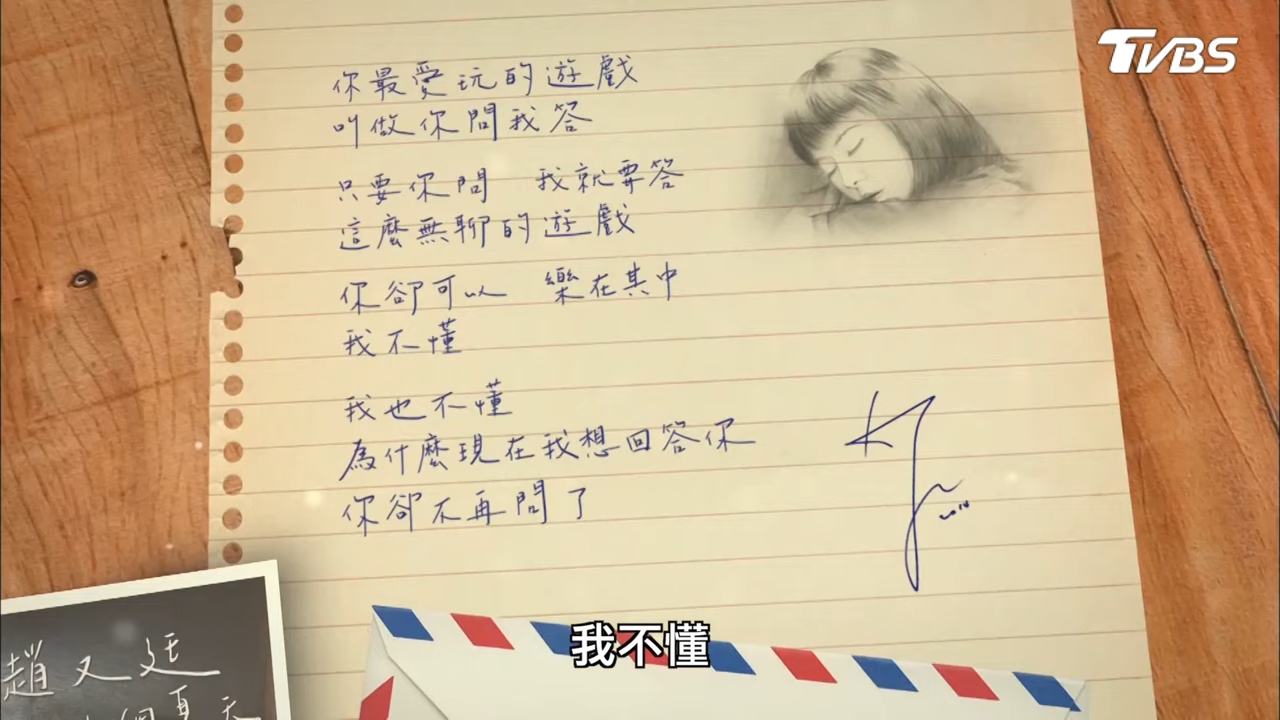 TVBS
你最愛玩的遊戲
叫做你問我答
只要你問 我就要答
這麼無聊的遊戲
你卻可以 樂在其中
我不懂
我也不懂
為什麼現在我想回答你
你卻不再問了
我不懂
趙又廷